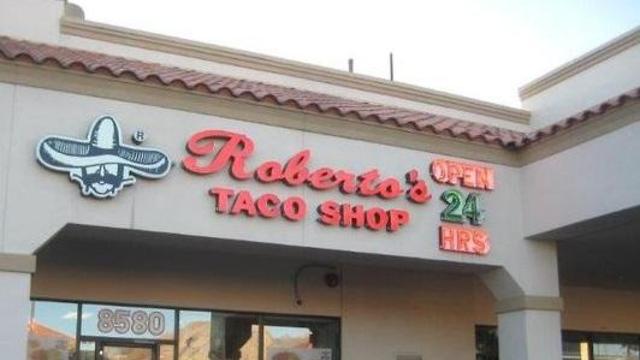 ®
Roberto's
TACO SHOP
OPEN
24
HRS
8580